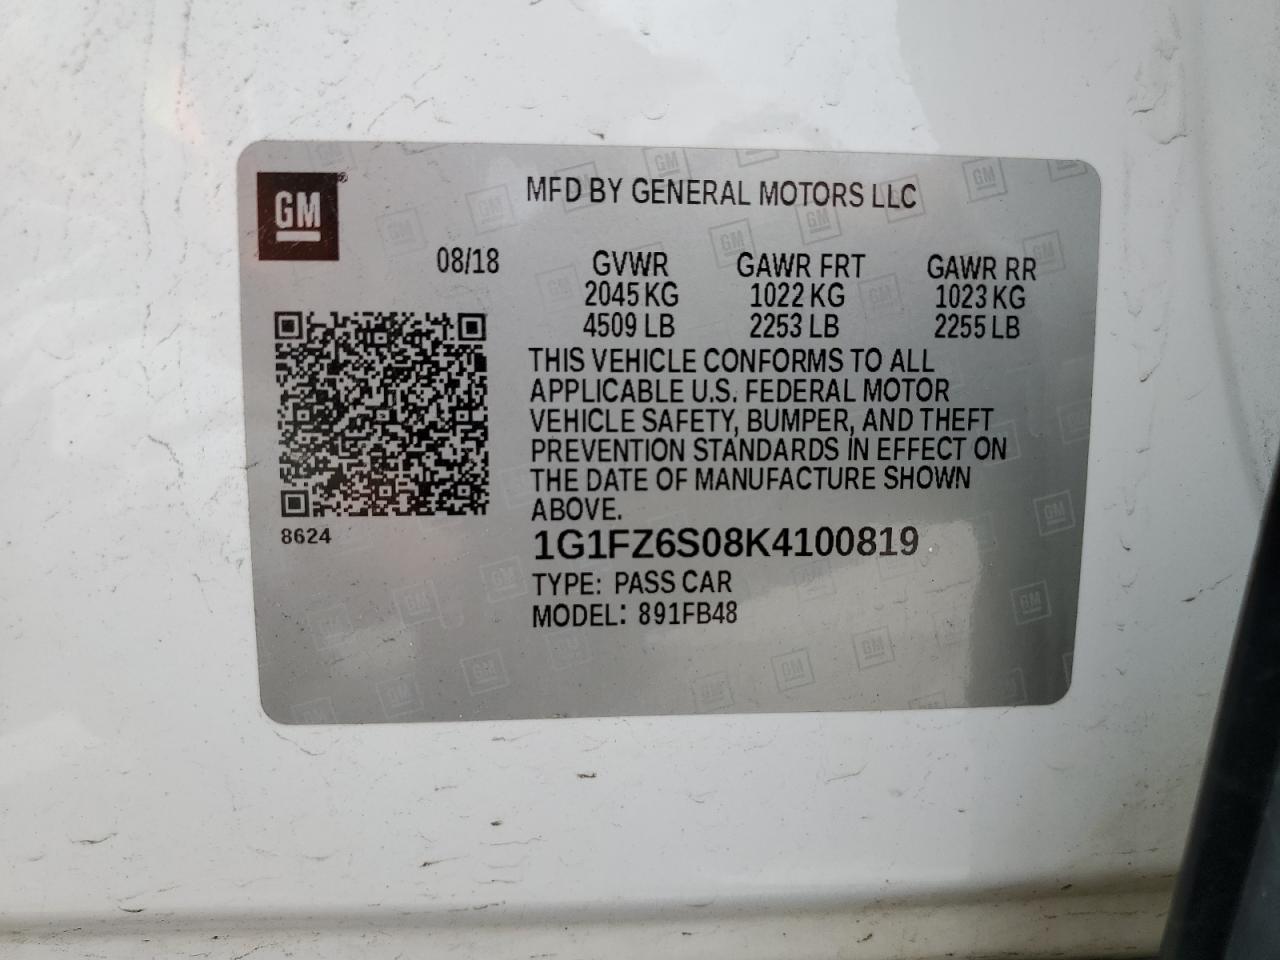 GM®
MFD BY GENERAL MOTORS LLC
08/18
GVWR GAWR FRT GAWR RR
2045 KG 1022 KG 1023 KG
4509 LB 2253 LB 2255 LB
THIS VEHICLE CONFORMS TO ALL
APPLICABLE U.S. FEDERAL MOTOR
VEHICLE SAFETY, BUMPER, AND THEFT
PREVENTION STANDARDS IN EFFECT ON
THE DATE OF MANUFACTURE SHOWN
ABOVE.
8624
1G1FZ6S08K4100819
TYPE: PASS CAR
MODEL: 891FB48